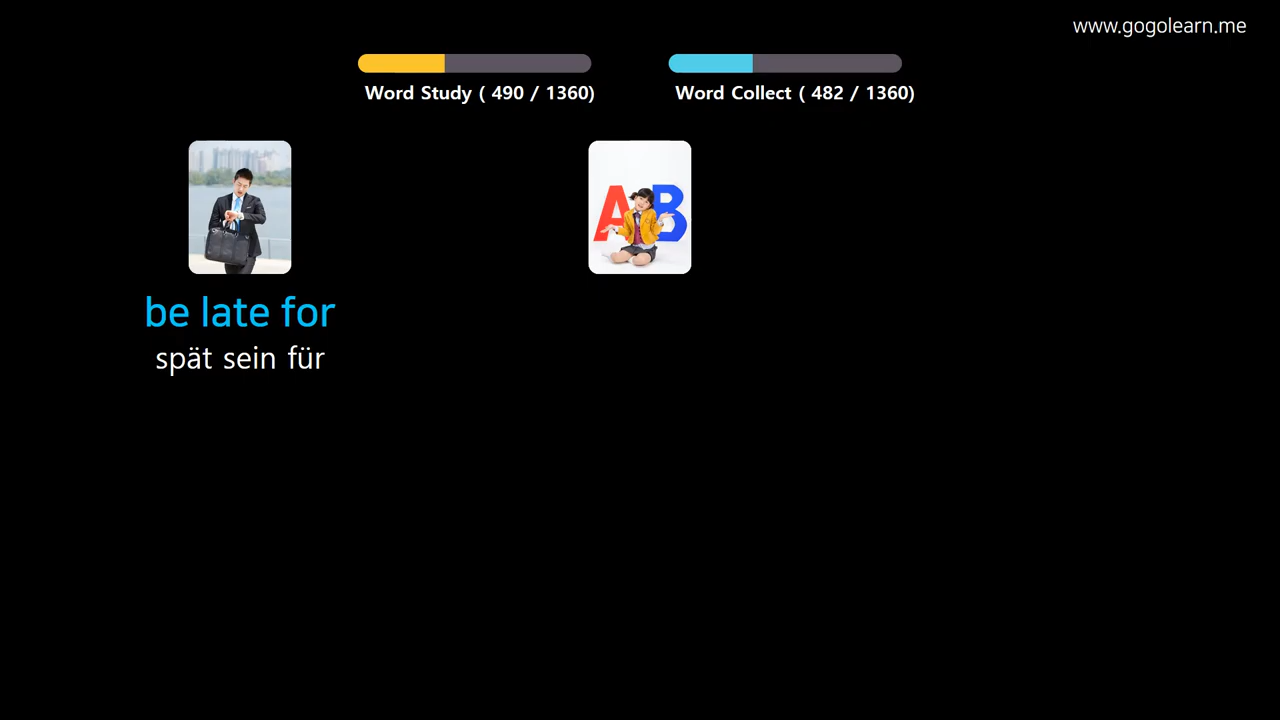 www.gogolearn.me
Word Study ( 490 / 1360)
Word Collect ( 482 / 1360)
A B
be late for
spät sein für